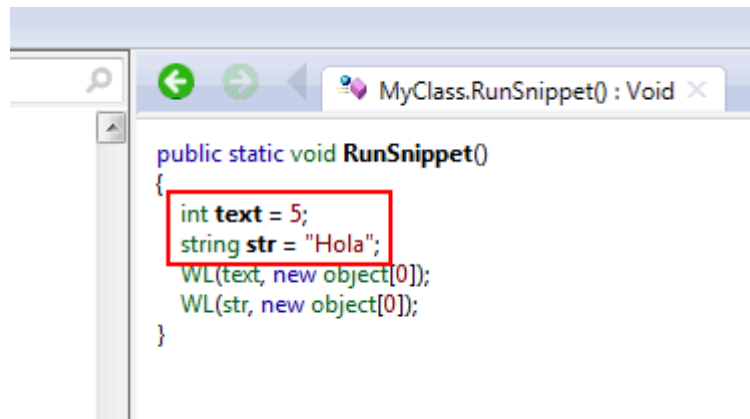 MyClass.RunSnippet() : Void
public static void RunSnippet()
{
int text = 5;
string str = "Hola";
WL(text, new object[0]);
WL(str, new object[0]);
}